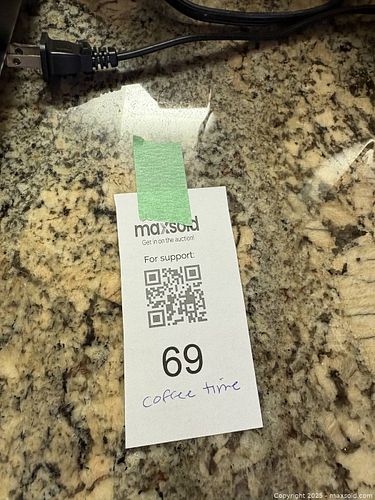 maxsold
Get in on the auction!
For support:
69
coffee time
Copyright 2025 - maxsold.com